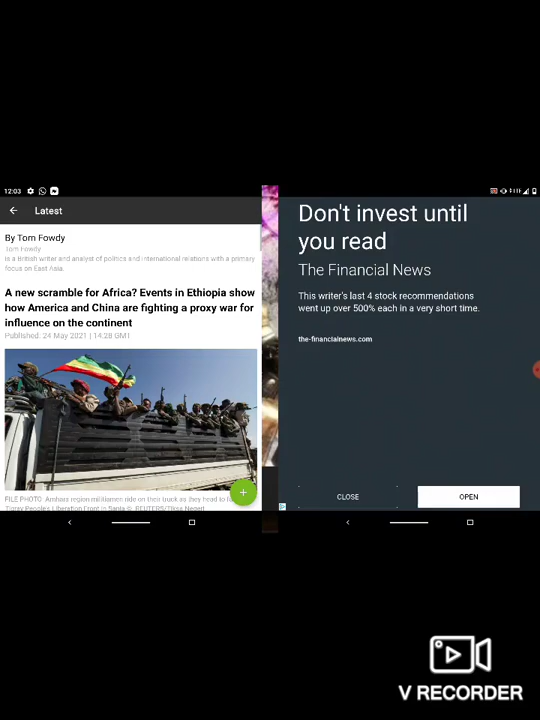 12:03
Latest
By Tom Fowdy
Tom Fowdy
is a British writer and analyst of politics and international relations with a primary
focus on East Asia.
A new scramble for Africa? Events in Ethiopia show
how America and China are fighting a proxy war for
influence on the continent
Published: 24 May 2021 | 14:28 GMT
FILE PHOTO. Amhara region militiamen ride on their truck as they head to
Tigray Peoples Liberation Front in Sanja © REUTERS/Tiksa Negeri
Don't invest until
you read
The Financial News
This writer's last 4 stock recommendations
went up over 500% each in a very short time.
the-financialnews.com
CLOSE
OPEN
V RECORDER